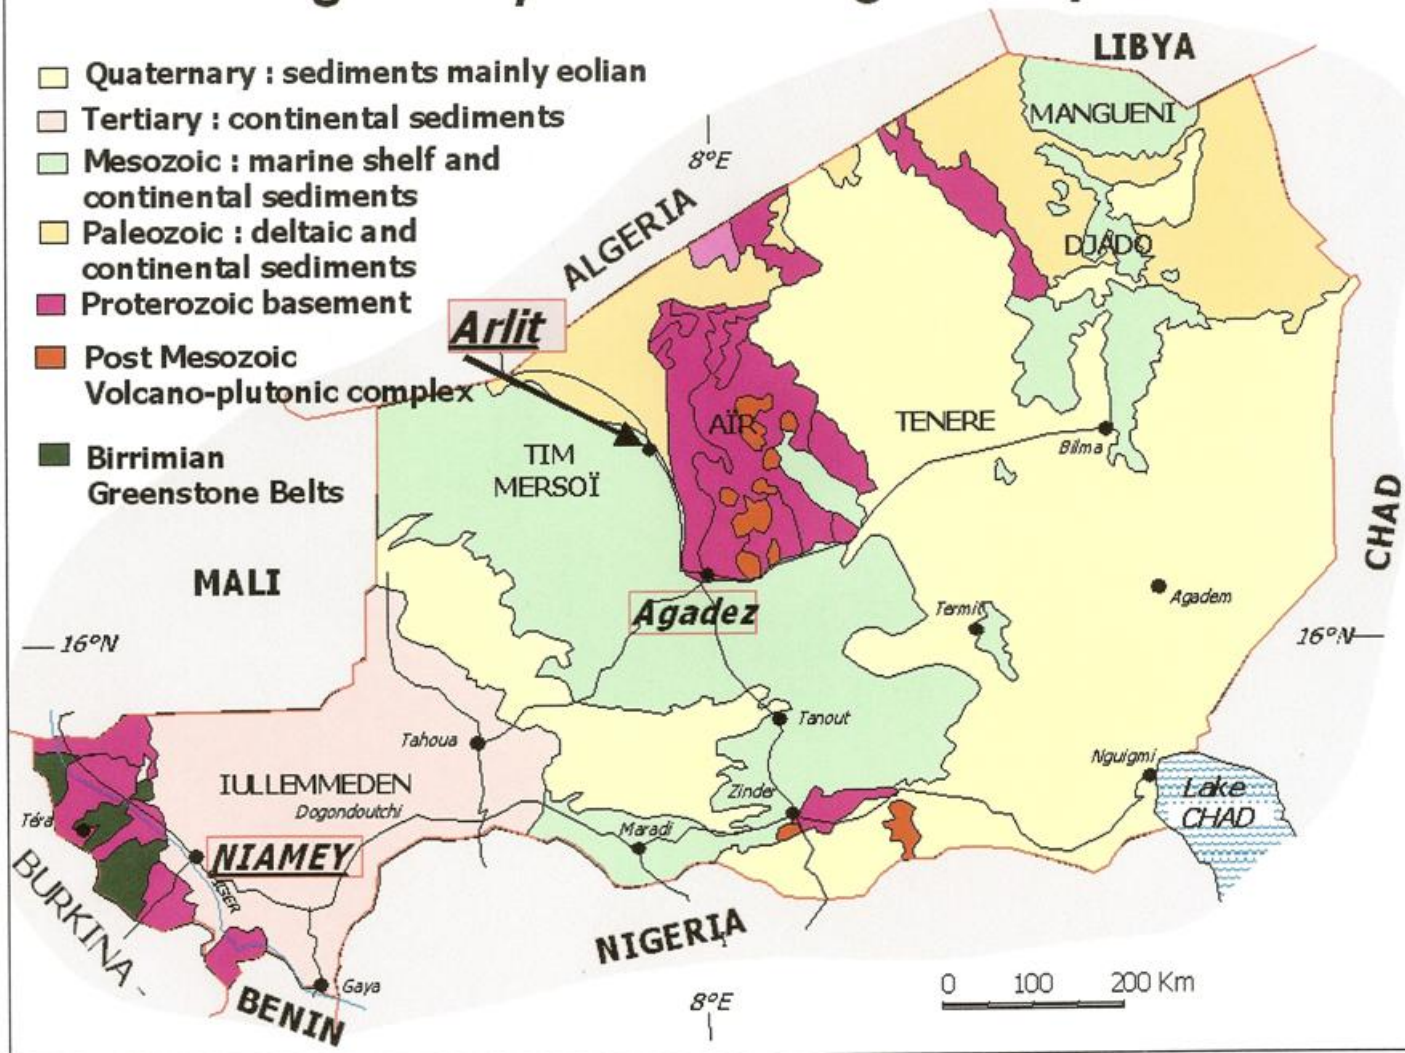 LIBYA
Quaternary : sediments mainly eolian
Tertiary : continental sediments
Mesozoic : marine shelf and
continental sediments
Paleozoic : deltaic and
continental sediments
Proterozoic basement
Post Mesozoic
Volcano-plutonic complex
Birrimian
Greenstone Belts
MANGUENI
8°E
ALGERIA
DJADO
Arlit
AÏR
TENERE
Bilma
TIM
MERSOÏ
CHAD
MALI
Agadez
Agadem
Termit
16°N
16°N
Tanout
Tahoua
Nguigmi
IULLEMMEDEN
Dogondoutchi
Zinder
Lake
CHAD
Téra
Maradi
NIAMEY
BURKINA
NIGERIA
Gaya
BENIN
8°E
0 100 200 Km